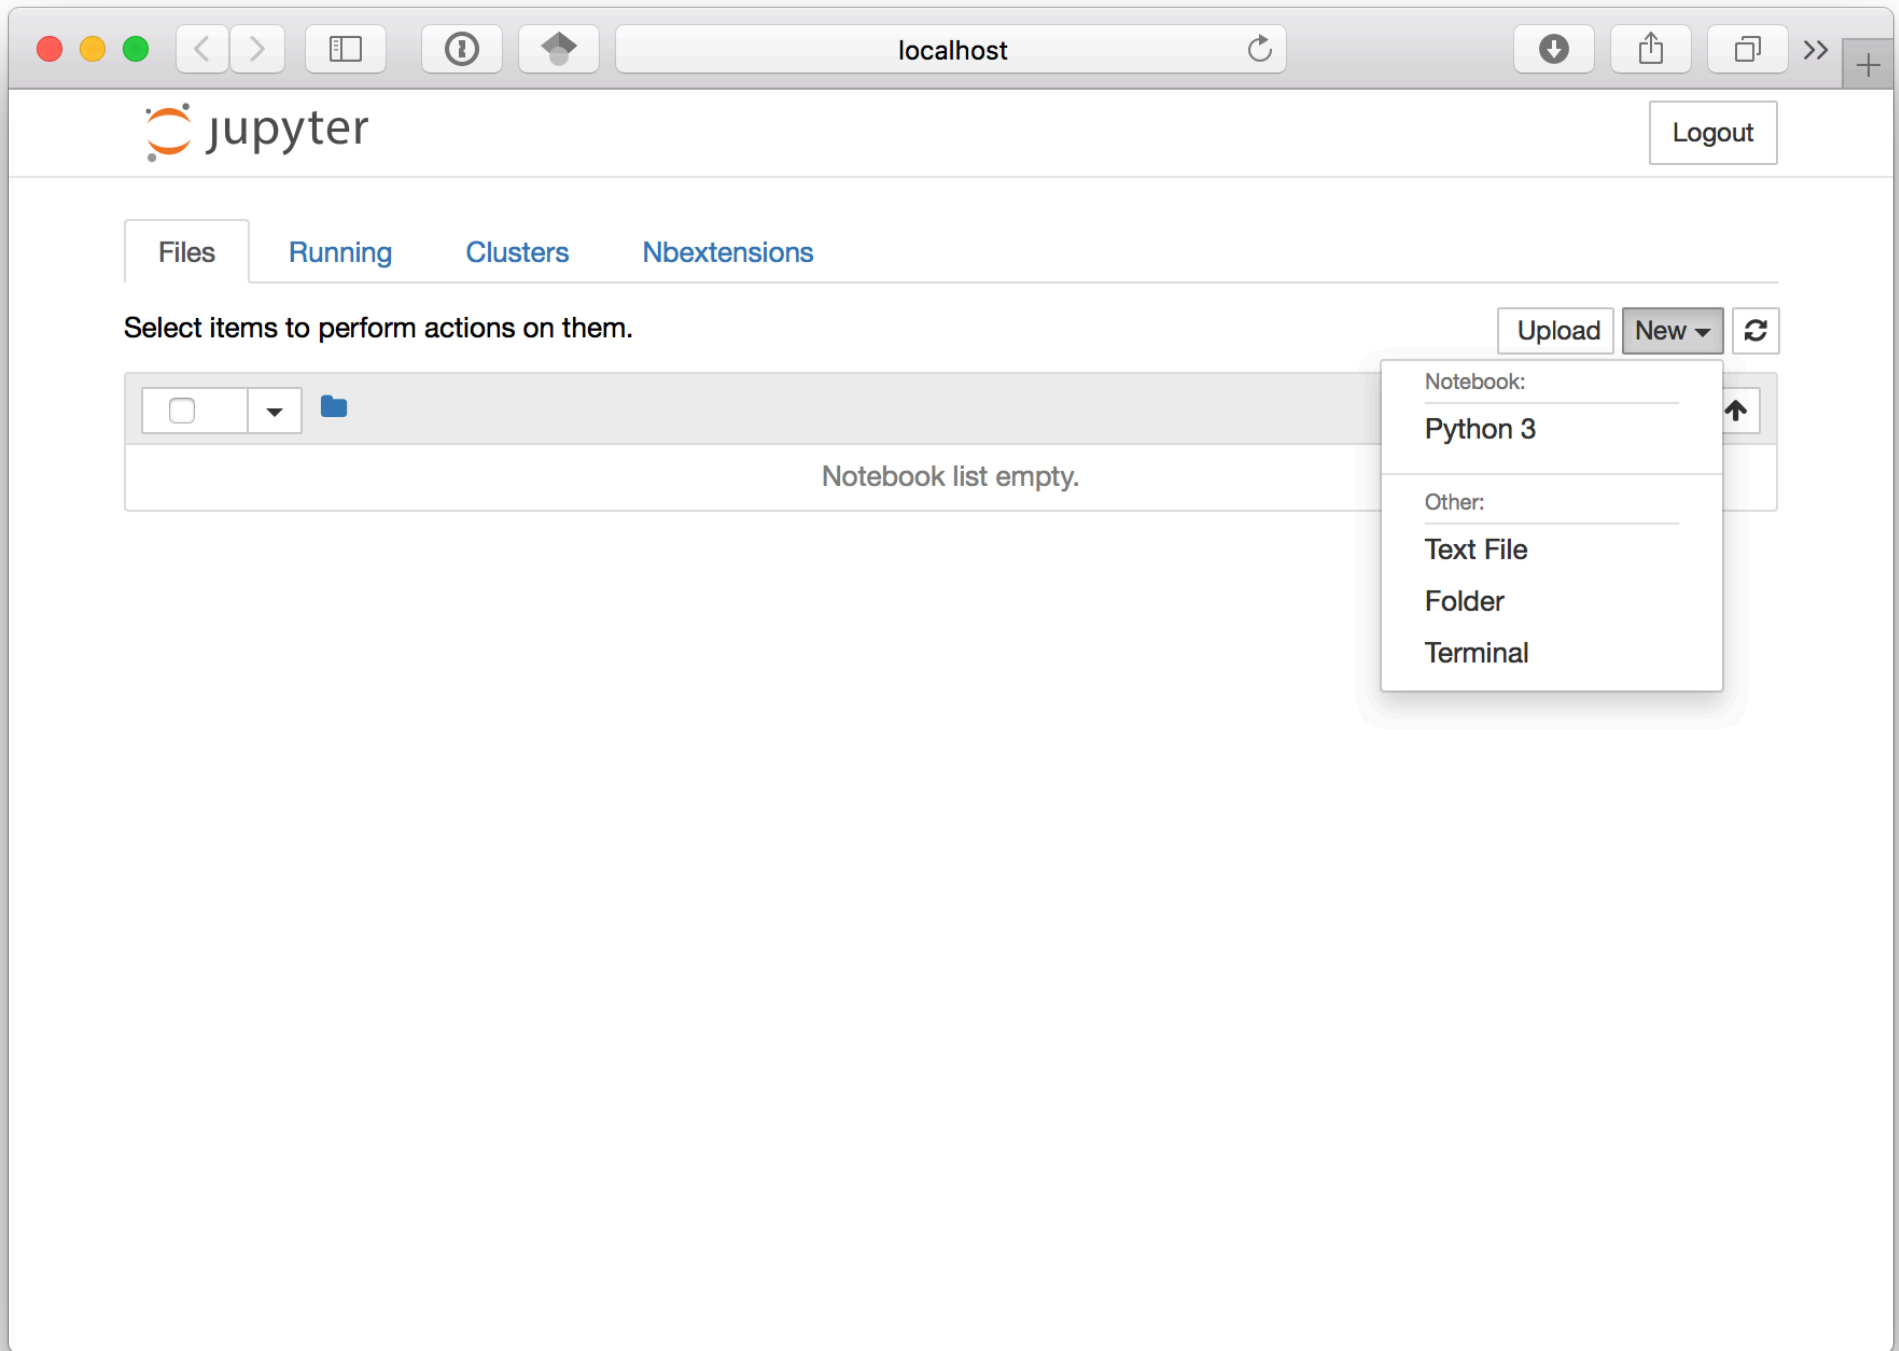 localhost
jupyter
Logout
Files Running Clusters Nbextensions
Select items to perform actions on them.
Upload New
Notebook:
Python 3
Notebook list empty.
Other:
Text File
Folder
Terminal